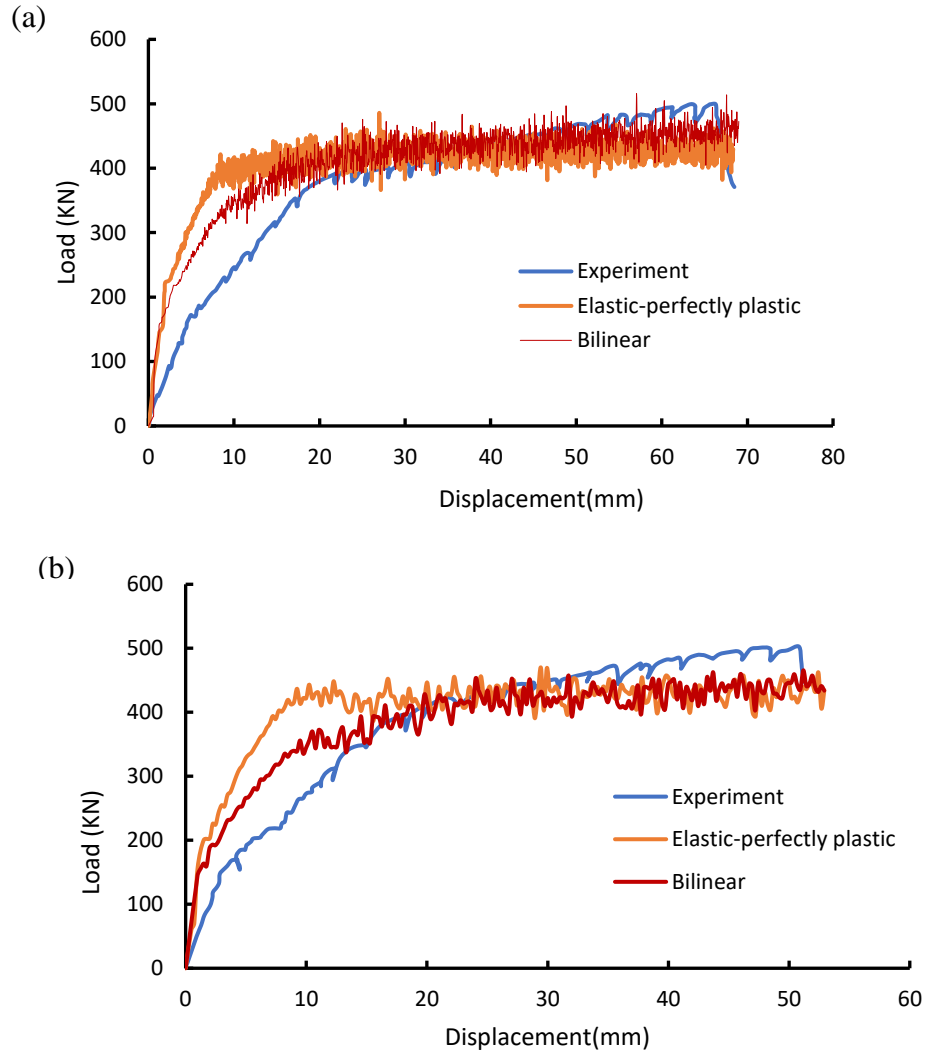 (a)
600
500
400
300
200
100
0
Load (KN)
Experiment
Elastic-perfectly plastic
Bilinear
0 10 20 30 40 50 60 70 80
Displacement(mm)
(b)
600
500
400
300
200
100
0
Load (KN)
Experiment
Elastic-perfectly plastic
Bilinear
0 10 20 30 40 50 60
Displacement(mm)